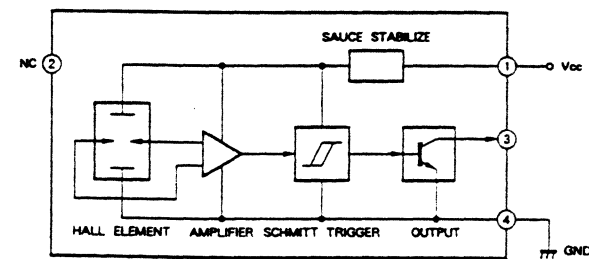 SAUCE STABILIZE
NC 2
1 Vcc
3
4
HALL ELEMENT AMPLIFIER SCHMITT TRIGGER OUTPUT
GND